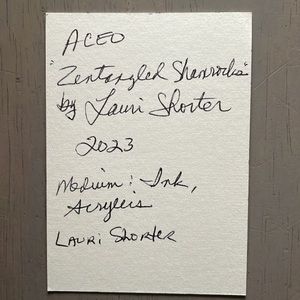 ACEO
"Zentangled Shamrocks"
by Lauri Shorter
2023
Medium: Ink,
Acrylics
LAURI SHORTER